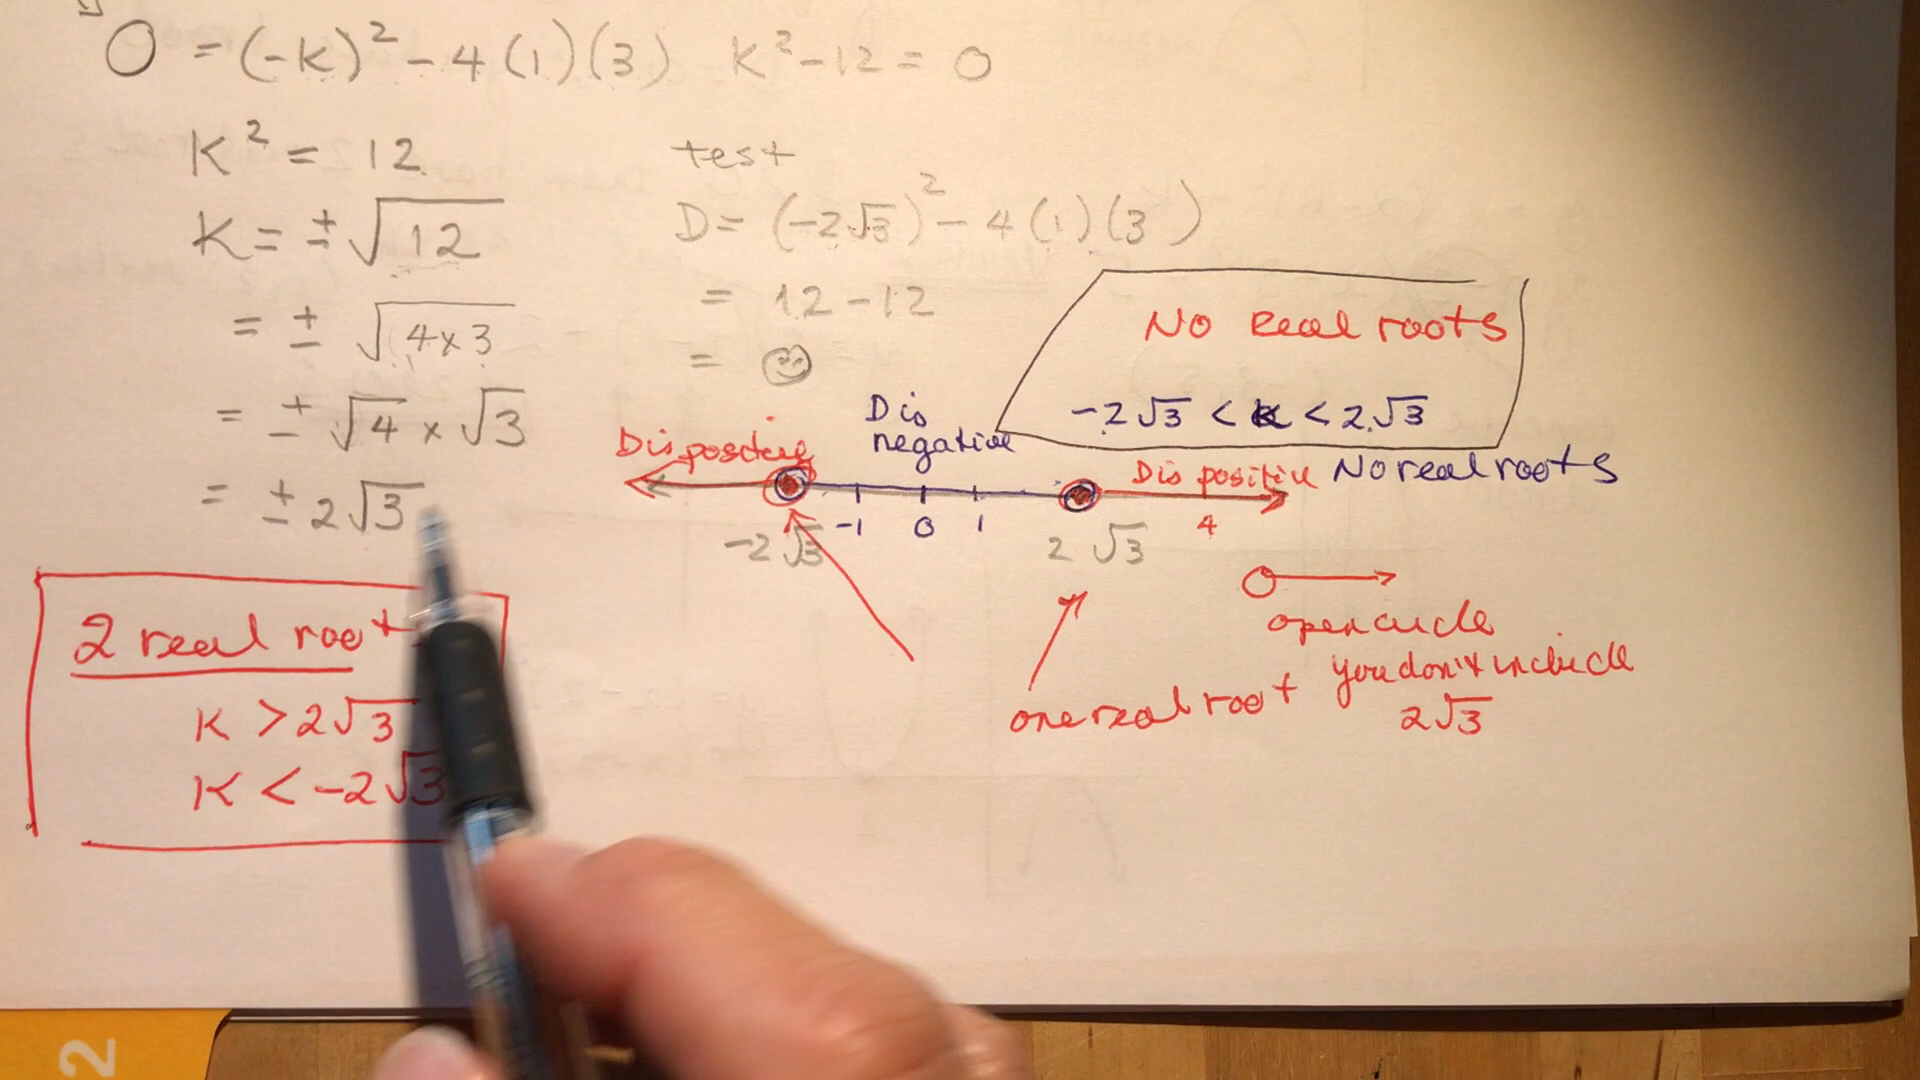 0 = (-k)² - 4(1)(3) k² - 12 = 0
k² = 12
k = ±√12
= ± √4×3
= ± √4 × √3
= ± 2√3
test
D = (-2√3)² - 4(1)(3)
= 12 - 12
= ☺
No real roots
-2√3 < k < 2√3
No real roots
D is positive
D is
negative
D is positive
-2√3 -1 0 1 2√3 4
one real root
open circle
you don't include
2√3
2 real root
k > 2√3
k < -2√3
2